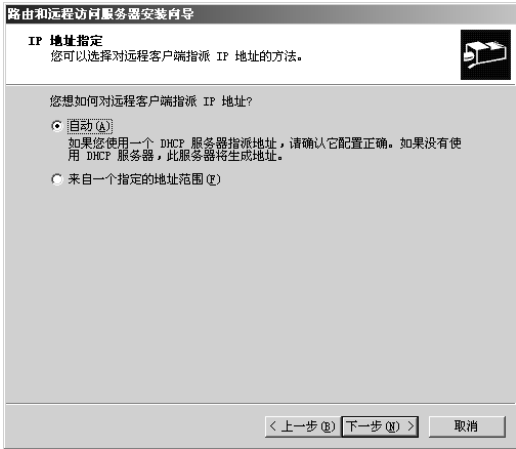 路由和远程访问服务器安装向导
IP 地址指定
您可以选择对远程客户端指派 IP 地址的方法。
您想如何对远程客户端指派 IP 地址?
自动(A)
如果您使用一个 DHCP 服务器指派地址，请确认它配置正确。如果没有使
用 DHCP 服务器，此服务器将生成地址。
来自一个指定的地址范围(F)
< 上一步(B) 下一步(N) > 取消